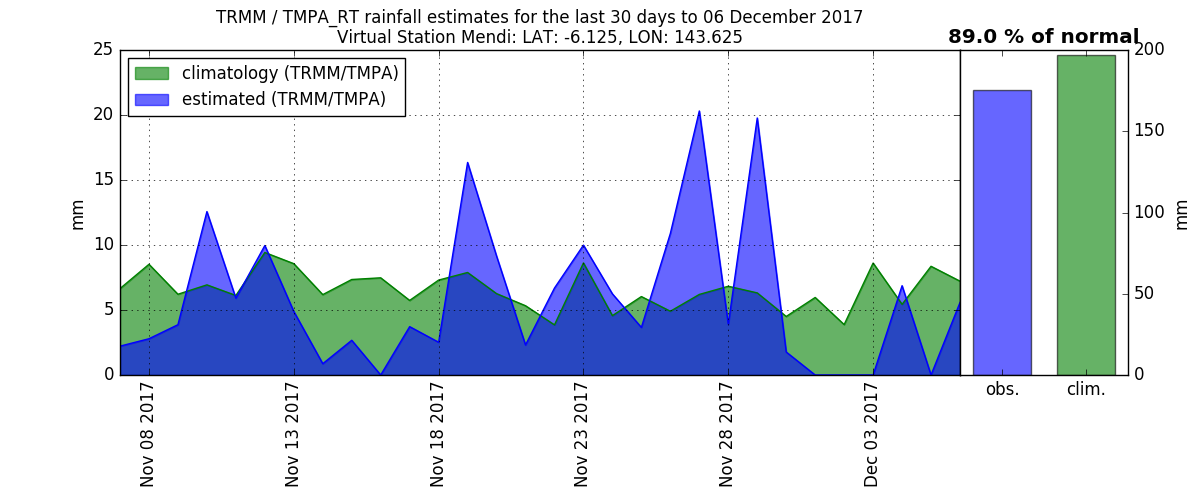 TRMM / TMPA_RT rainfall estimates for the last 30 days to 06 December 2017
Virtual Station Mendi: LAT: -6.125, LON: 143.625
89.0 % of normal
climatology (TRMM/TMPA)
estimated (TRMM/TMPA)
25
20
15
10
5
0
mm
Nov 08 2017
Nov 13 2017
Nov 18 2017
Nov 23 2017
Nov 28 2017
Dec 03 2017
obs.
clim.
200
150
100
50
0
mm